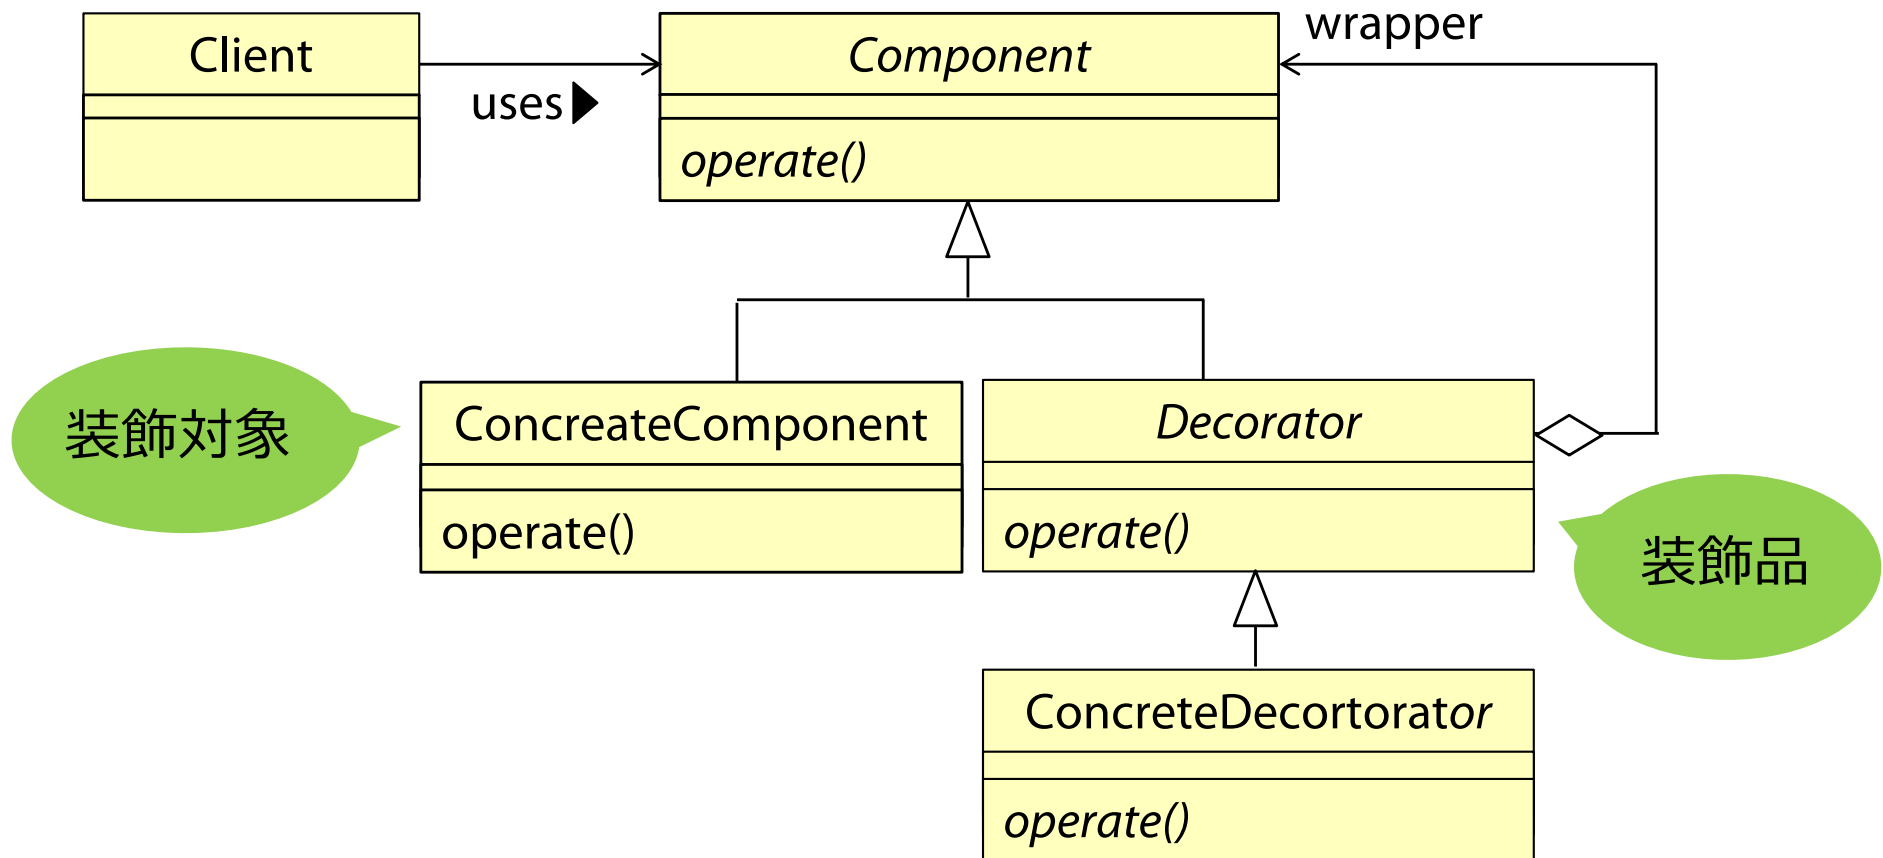 Client
Component
wrapper
uses
operate()
装飾対象
ConcreateComponent
operate()
Decorator
operate()
装飾品
ConcreteDecortorator
operate()